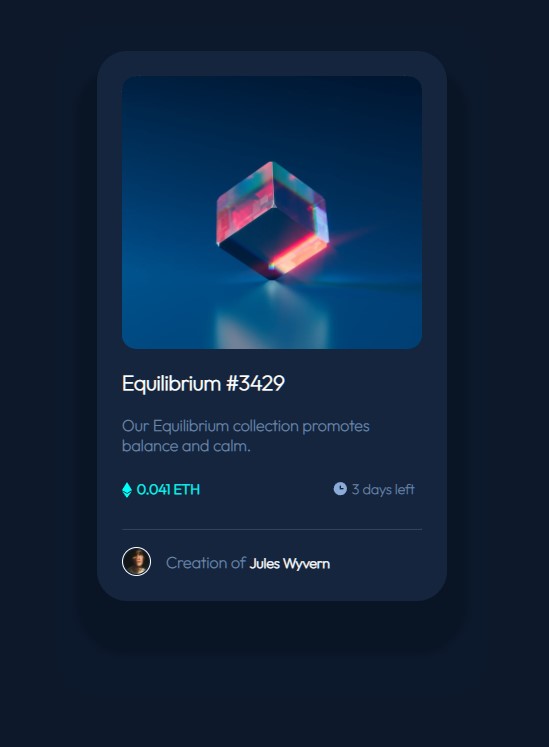 Equilibrium #3429
Our Equilibrium collection promotes
balance and calm.
0.041 ETH 3 days left
Creation of Jules Wyvern